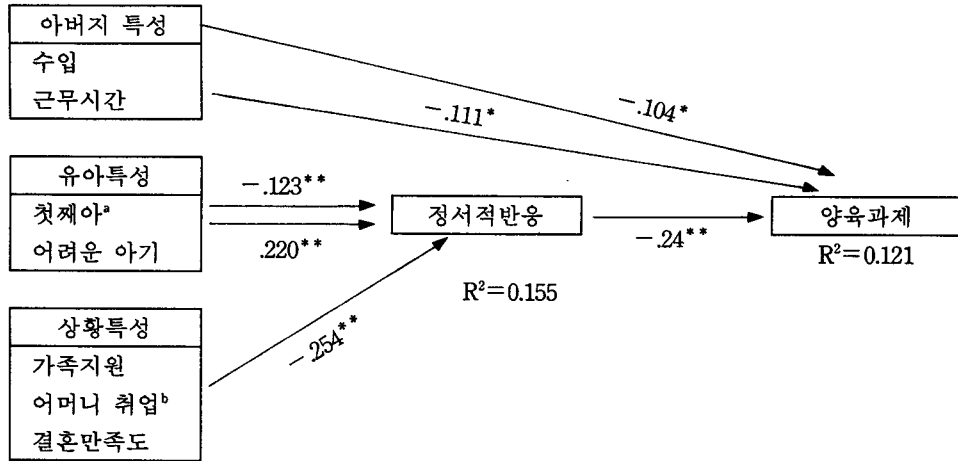 아버지 특성
수입
근무시간
－.104*
－.111*
유아특성
첫째아ᵃ
어려운 아기
－.123**
.220**
정서적반응
－.24**
양육과제
R²＝0.121
R²＝0.155
상황특성
가족지원
어머니 취업ᵇ
결혼만족도
－.254**